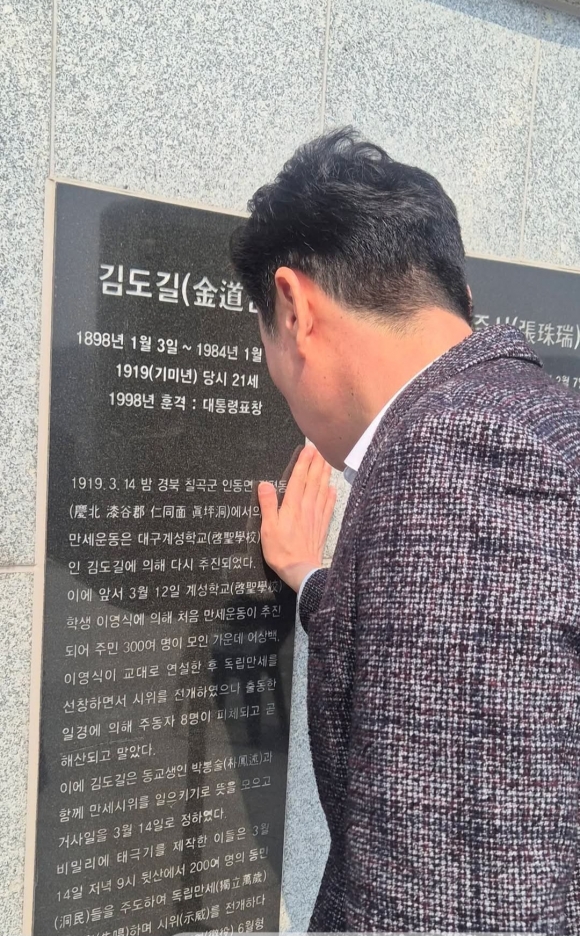 김도길(金道
1898년 1월 3일 ~ 1984년 1월
1919(기미년) 당시 21세
1998년 훈격 : 대통령표창
1919. 3. 14 밤 경북 칠곡군 인동면
(慶北 漆谷郡 仁同面 眞坪洞)에서의
만세운동은 대구계성학교(啓聖學校)
인 김도길에 의해 다시 추진되었다.
이에 앞서 3월 12일 계성학교(啓聖學校)
학생 이영식에 의해 처음 만세운동이 추진
되어 주민 300여 명이 모인 가운데 이상백,
이영식이 교대로 연설한 후 독립만세를
선창하면서 시위를 전개하였으나 출동한
일경에 의해 주동자 8명이 피체되고 곧
해산되고 말았다.
이에 김도길은 동교생인 박봉술(朴鳳述)과
함께 만세시위를 일으키기로 뜻을 모으고
거사일을 3월 14일로 정하였다.
비밀리에 태극기를 제작한 이들은 3월
14일 저녁 9시 뒷산에서 200여 명의 동민
(洞民)들을 주도하여 독립만세(獨立萬歲)
하며 시위(示威)를 전개하다
6월형
(張珠瑞)